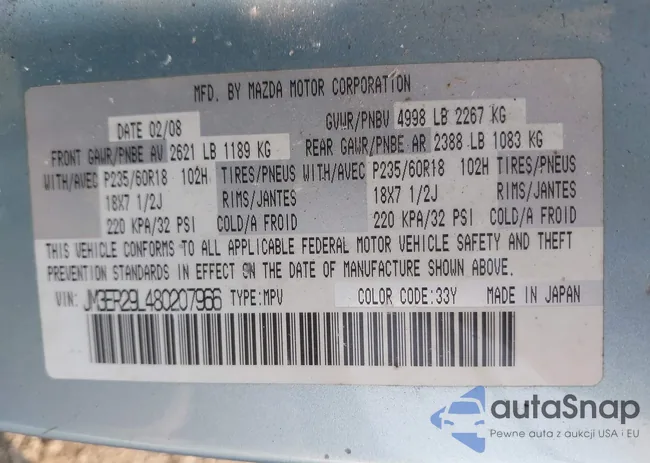 MFD. BY MAZDA MOTOR CORPORATION
DATE 02/08 GVWR/PNBV 4998 LB 2267 KG
FRONT GAWR/PNBE AV 2621 LB 1189 KG REAR GAWR/PNBE AR 2388 LB 1083 KG
WITH/AVEC P235/60R18 102H TIRES/PNEUS WITH/AVEC P235/60R18 102H TIRES/PNEUS
18X7 1/2J RIMS/JANTES 18X7 1/2J RIMS/JANTES
220 KPA/32 PSI COLD/A FROID 220 KPA/32 PSI COLD/A FROID
THIS VEHICLE CONFORMS TO ALL APPLICABLE FEDERAL MOTOR VEHICLE SAFETY AND THEFT
PREVENTION STANDARDS IN EFFECT ON THE DATE OF MANUFACTURE SHOWN ABOVE.
VIN: JM3ER29L480207966 TYPE:MPV COLOR CODE:33Y MADE IN JAPAN
autaSnap
Pewne auta z aukcji USA i EU